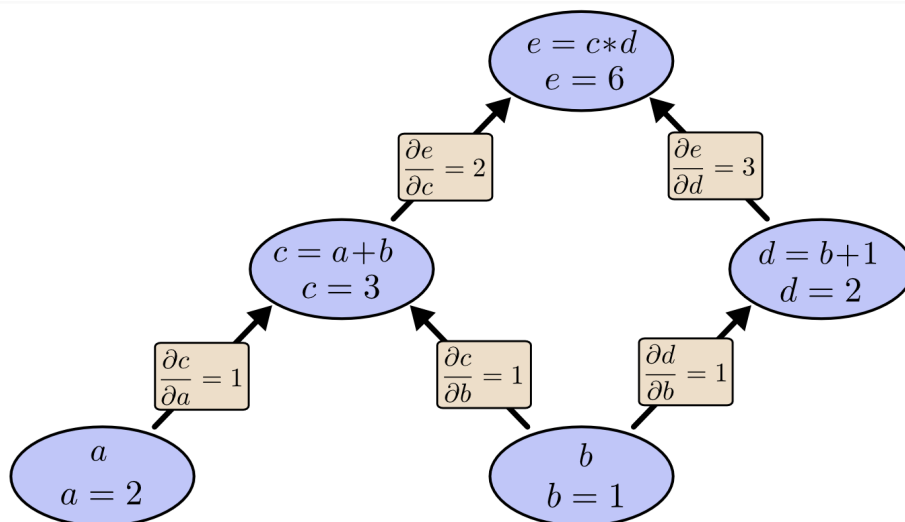 e = c*d
e = 6
∂e/∂c = 2
∂e/∂d = 3
c = a+b
c = 3
d = b+1
d = 2
∂c/∂a = 1
∂c/∂b = 1
∂d/∂b = 1
a
a = 2
b
b = 1